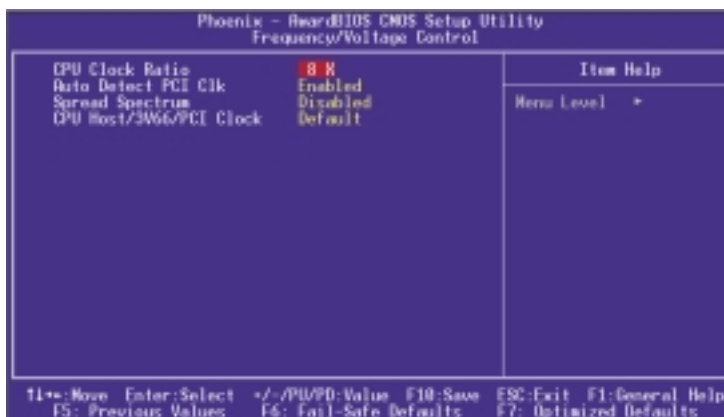 Phoenix - AwardBIOS CMOS Setup Utility
Frequency/Voltage Control
CPU Clock Ratio 8 X
Auto Detect PCI Clk Enabled
Spread Spectrum Disabled
CPU Host/3V66/PCI Clock Default
Item Help
Menu Level ►
↑↓→←:Move Enter:Select +/-/PU/PD:Value F10:Save ESC:Exit F1:General Help
F5: Previous Values F6: Fail-Safe Defaults F7: Optimized Defaults